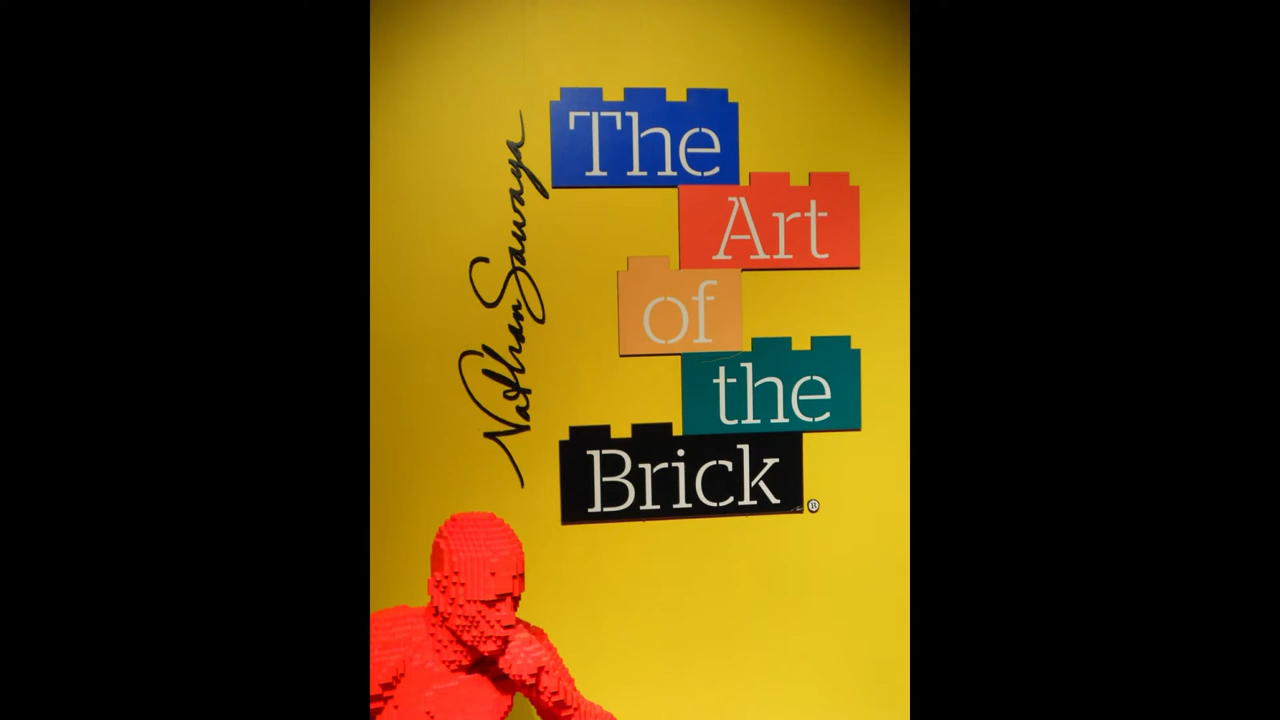 Nathan Sawaya
The
Art
of
the
Brick
®